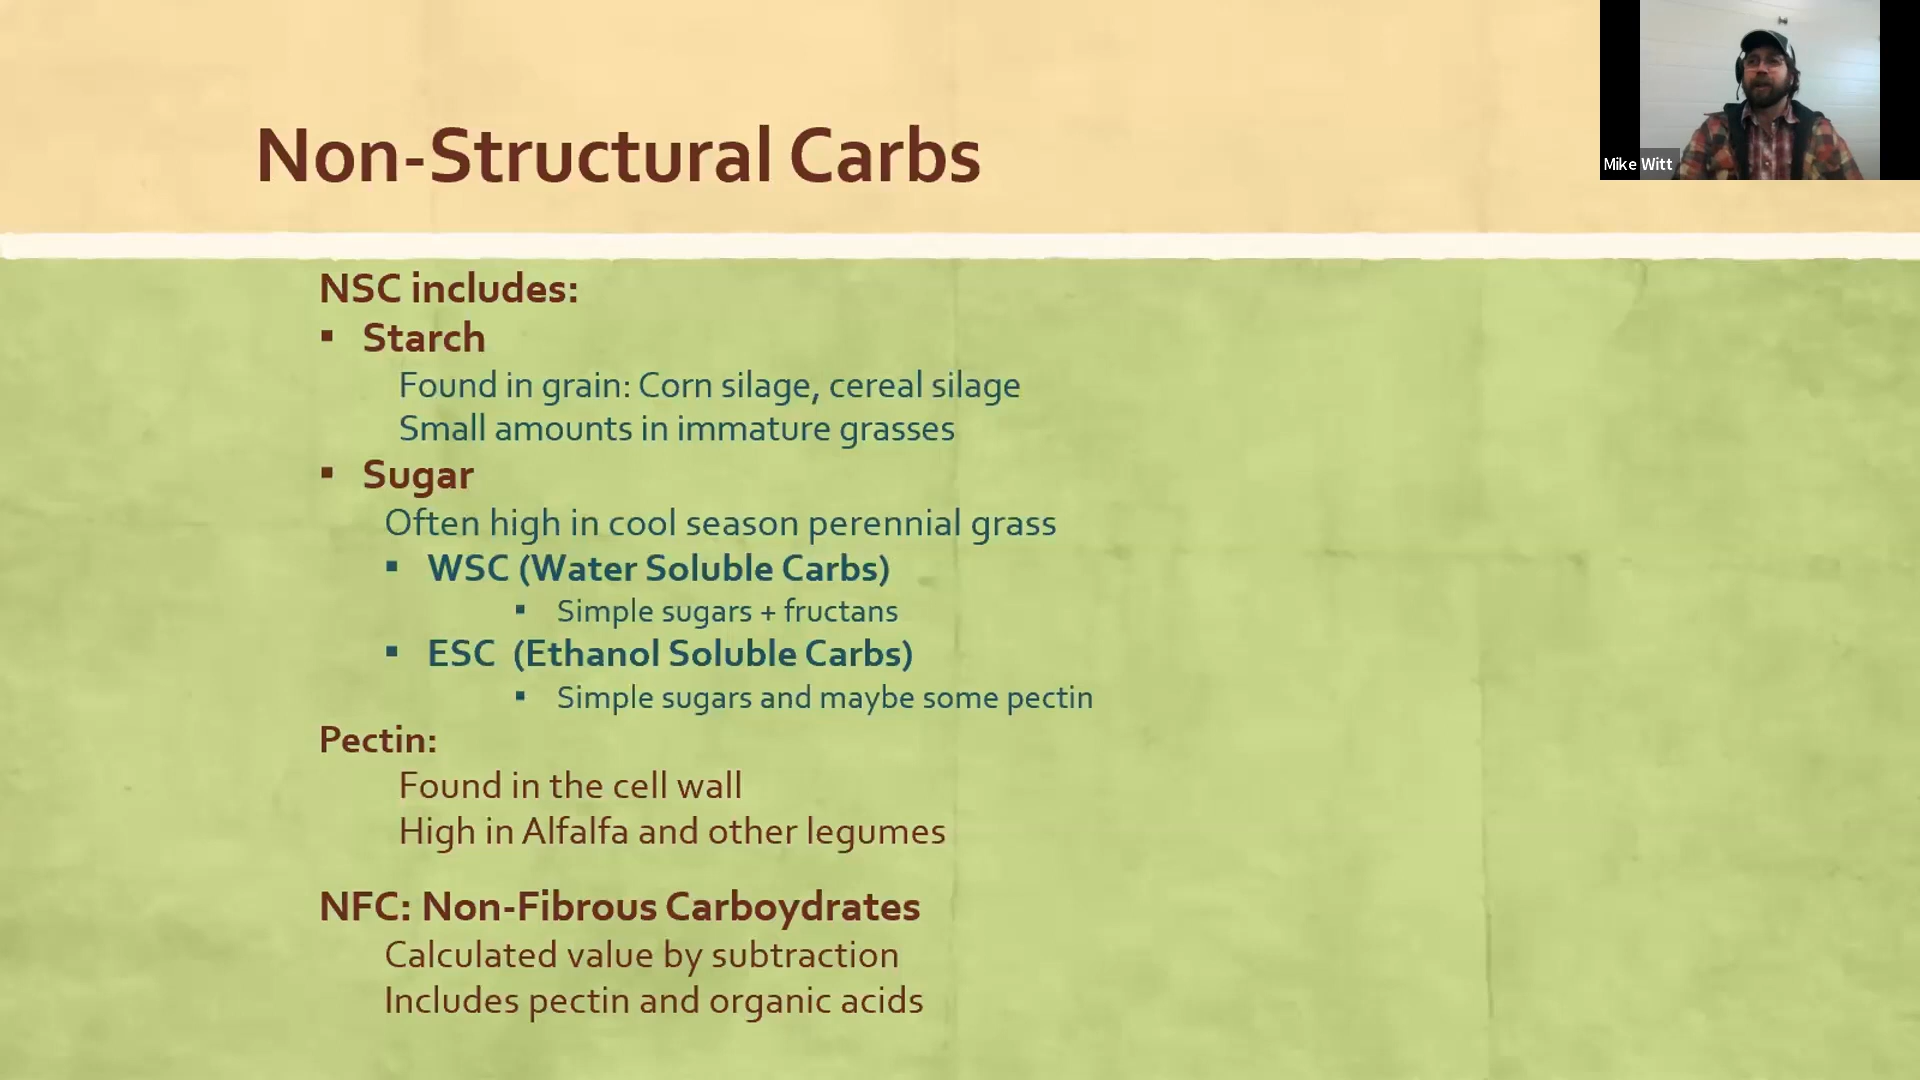 Non-Structural Carbs
Mike Witt
NSC includes:
▪ Starch
Found in grain: Corn silage, cereal silage
Small amounts in immature grasses
▪ Sugar
Often high in cool season perennial grass
▪ WSC (Water Soluble Carbs)
▪ Simple sugars + fructans
▪ ESC (Ethanol Soluble Carbs)
▪ Simple sugars and maybe some pectin
Pectin:
Found in the cell wall
High in Alfalfa and other legumes
NFC: Non-Fibrous Carboydrates
Calculated value by subtraction
Includes pectin and organic acids